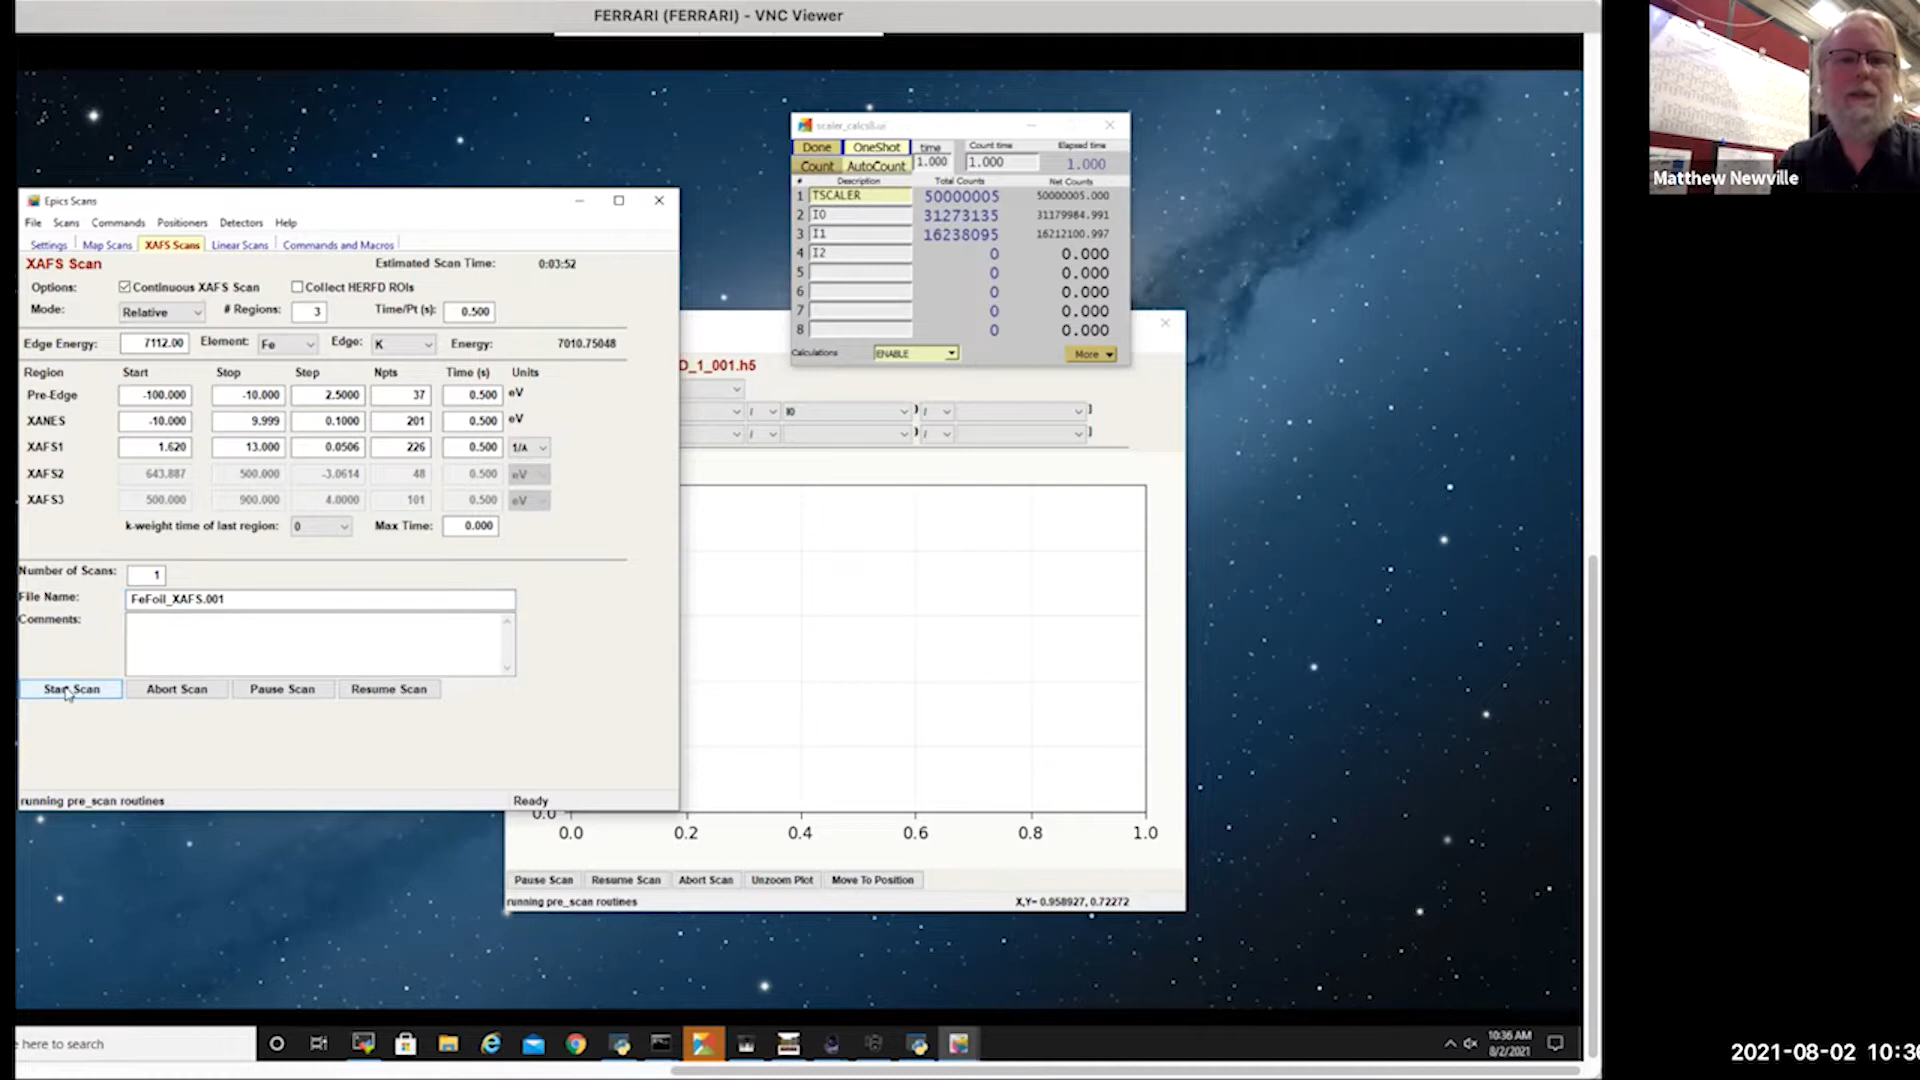 FERRARI (FERRARI) - VNC Viewer
Matthew Newville
scaler_calcs8.ui
Done OneShot time Count time Elapsed time
Count AutoCount 1.000 1.000 1.000
# Description Total Counts Net Counts
1 TSCALER 50000005 50000005.000
2 I0 31273135 31179984.991
3 I1 16238095 16212100.997
4 I2 0 0.000
5 0 0.000
6 0 0.000
7 0 0.000
8 0 0.000
Calculations ENABLE More
Epics Scans
File Scans Commands Positioners Detectors Help
Settings Map Scans XAFS Scans Linear Scans Commands and Macros
XAFS Scan Estimated Scan Time: 0:03:52
Options: Continuous XAFS Scan Collect HERFD ROIs
Mode: Relative # Regions: 3 Time/Pt (s): 0.500
Edge Energy: 7112.00 Element: Fe Edge: K Energy: 7010.75048
Region Start Stop Step Npts Time (s) Units
Pre-Edge -100.000 -10.000 2.5000 37 0.500 eV
XANES -10.000 9.999 0.1000 201 0.500 eV
XAFS1 1.620 13.000 0.0506 226 0.500 1/A
XAFS2 643.887 500.000 -3.0614 48 0.500 eV
XAFS3 500.000 900.000 4.0000 101 0.500 eV
k-weight time of last region: 0 Max Time: 0.000
Number of Scans: 1
File Name: FeFoil_XAFS.001
Comments:
Start Scan Abort Scan Pause Scan Resume Scan
running pre_scan routines Ready
D_1_001.h5
/ I0 ) / ]
/ ) / ]
0.0
0.0 0.2 0.4 0.6 0.8 1.0
Pause Scan Resume Scan Abort Scan Unzoom Plot Move To Position
running pre_scan routines X,Y= 0.958927, 0.72272
here to search
10:36 AM
8/2/2021
2021-08-02 10:36